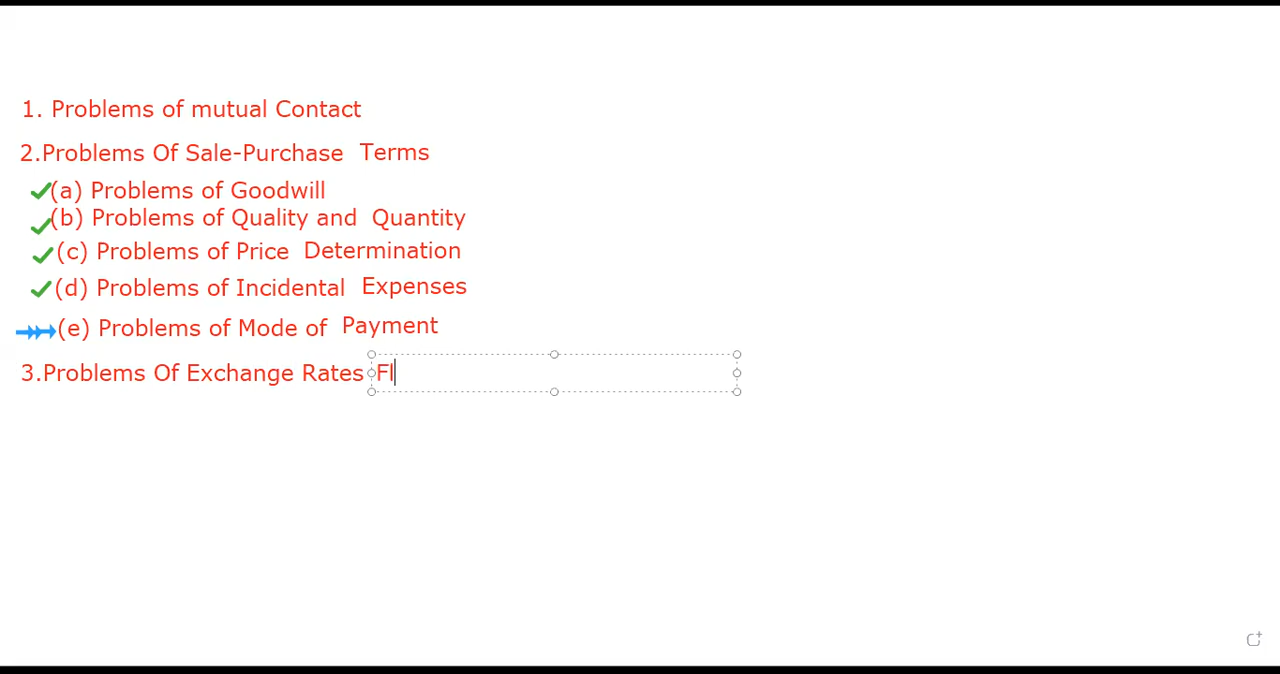 1. Problems of mutual Contact
2.Problems Of Sale-Purchase Terms
(a) Problems of Goodwill
(b) Problems of Quality and Quantity
(c) Problems of Price Determination
(d) Problems of Incidental Expenses
(e) Problems of Mode of Payment
3.Problems Of Exchange Rates Fl